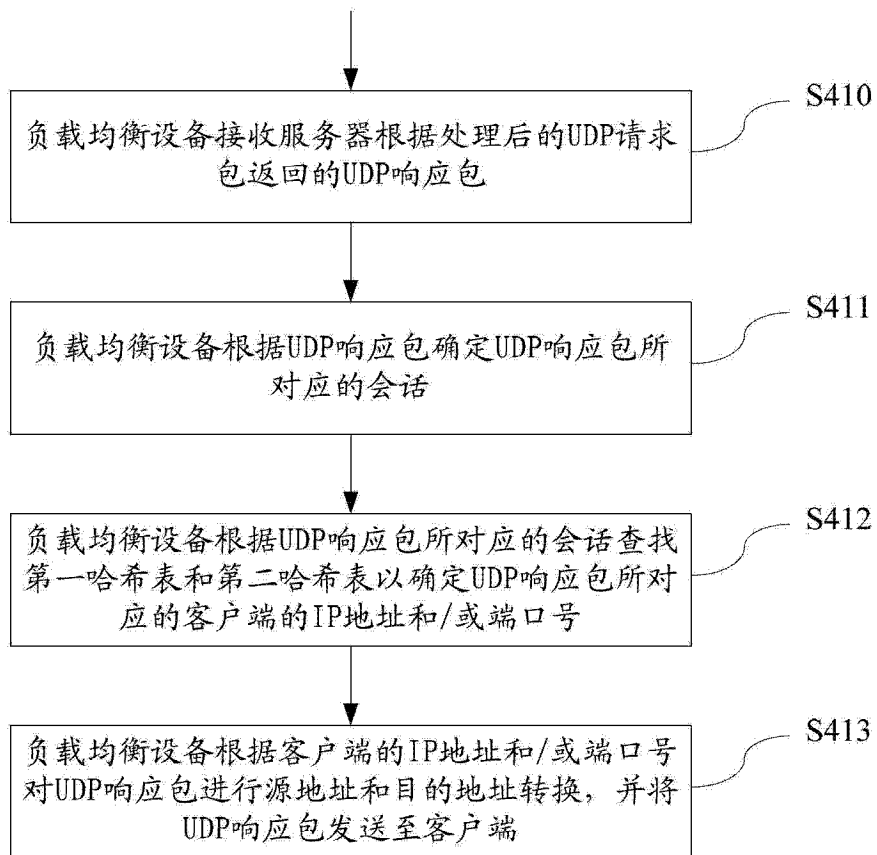 S410
负载均衡设备接收服务器根据处理后的UDP请求
包返回的UDP响应包
S411
负载均衡设备根据UDP响应包确定UDP响应包所
对应的会话
S412
负载均衡设备根据UDP响应包所对应的会话查找
第一哈希表和第二哈希表以确定UDP响应包所对
应的客户端的IP地址和/或端口号
S413
负载均衡设备根据客户端的IP地址和/或端口号
对UDP响应包进行源地址和目的地址转换，并将
UDP响应包发送至客户端